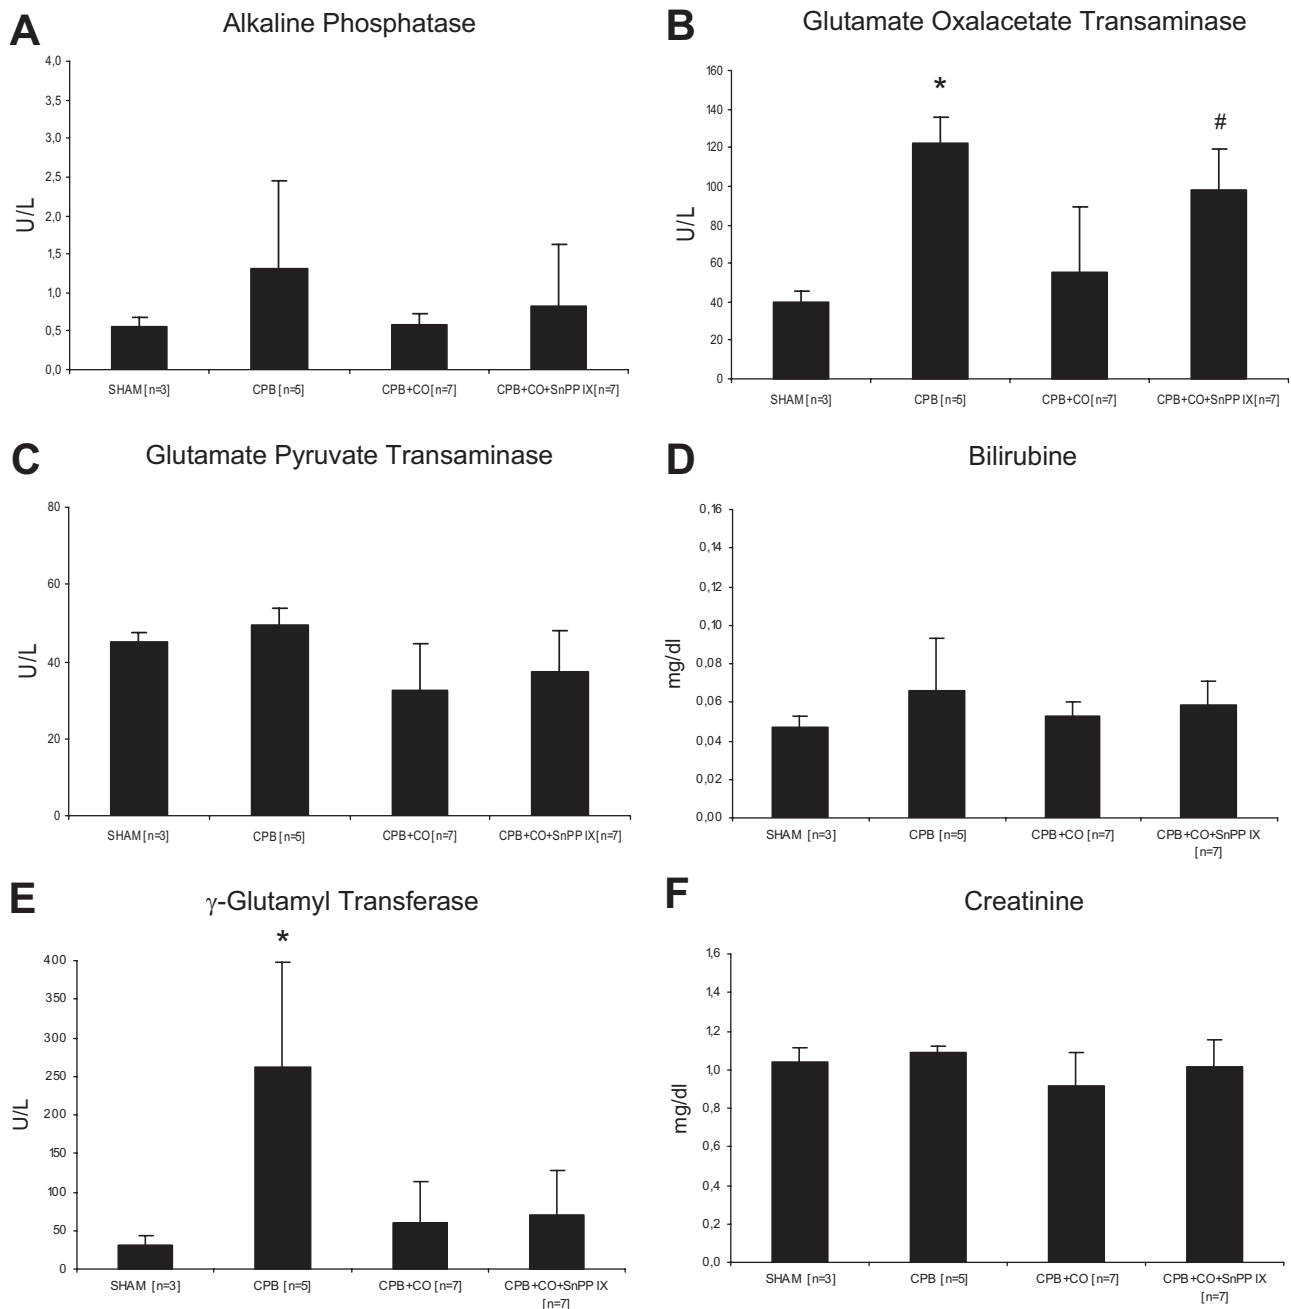 A
Alkaline Phosphatase
4,0
3,5
3,0
2,5
2,0
1,5
1,0
0,5
0,0
U/L
SHAM[n=3]
CPB[n=5]
CPB+CO[n=7]
CPB+CO+SnPP IX[n=7]
B
Glutamate Oxalacetate Transaminase
160
140
120
100
80
60
40
20
0
U/L
*
#
SHAM[n=3]
CPB[n=5]
CPB+CO[n=7]
CPB+CO+SnPP IX[n=7]
C
Glutamate Pyruvate Transaminase
80
60
40
20
0
U/L
SHAM[n=3]
CPB[n=5]
CPB+CO[n=7]
CPB+CO+SnPP IX[n=7]
D
Bilirubine
0,16
0,14
0,12
0,10
0,08
0,06
0,04
0,02
0,00
mg/dl
SHAM [n=3]
CPB [n=5]
CPB+CO [n=7]
CPB+CO+SnPP IX
[n=7]
E
γ-Glutamyl Transferase
*
400
350
300
250
200
150
100
50
0
U/L
SHAM [n=3]
CPB [n=5]
CPB+CO [n=7]
CPB+CO+SnPP IX
[n=7]
F
Creatinine
1,6
1,4
1,2
1,0
0,8
0,6
0,4
0,2
0,0
mg/dl
SHAM [n=3]
CPB [n=5]
CPB+CO [n=7]
CPB+CO+SnPP IX
[n=7]